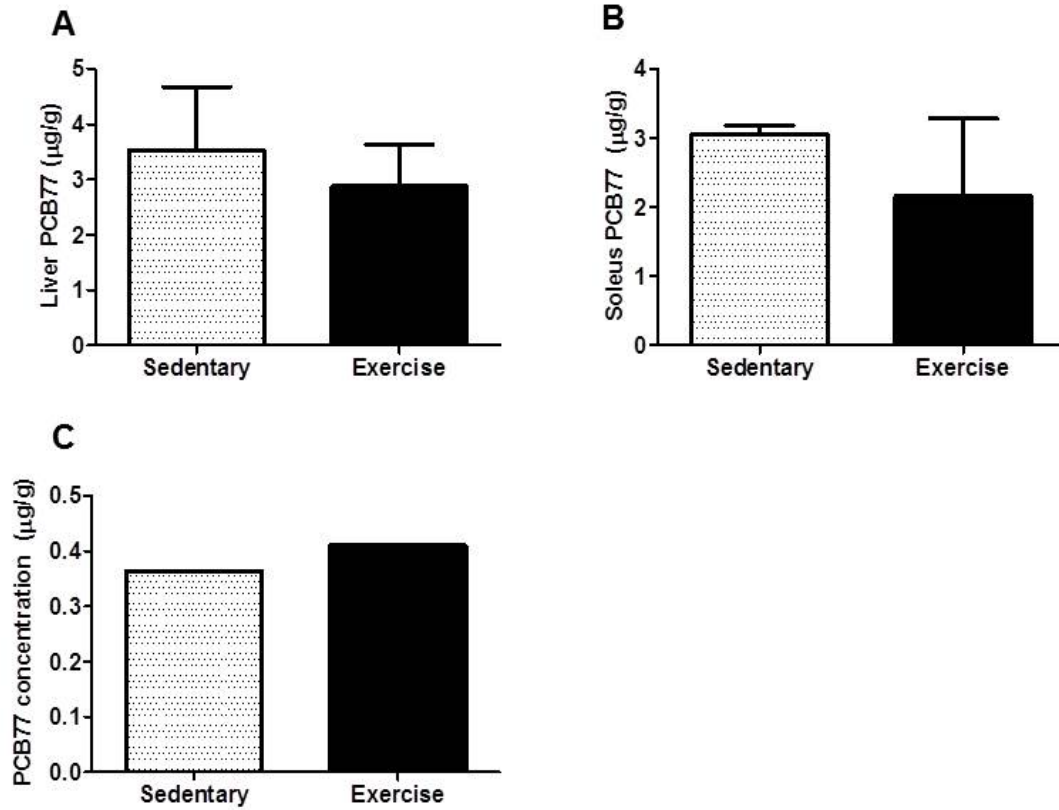 A
Liver PCB77 (µg/g)
5
4
3
2
1
0
Sedentary Exercise
B
Soleus PCB77 (µg/g)
4
3
2
1
0
Sedentary Exercise
C
PCB77 concentration (µg/g)
0.5
0.4
0.3
0.2
0.1
0.0
Sedentary Exercise